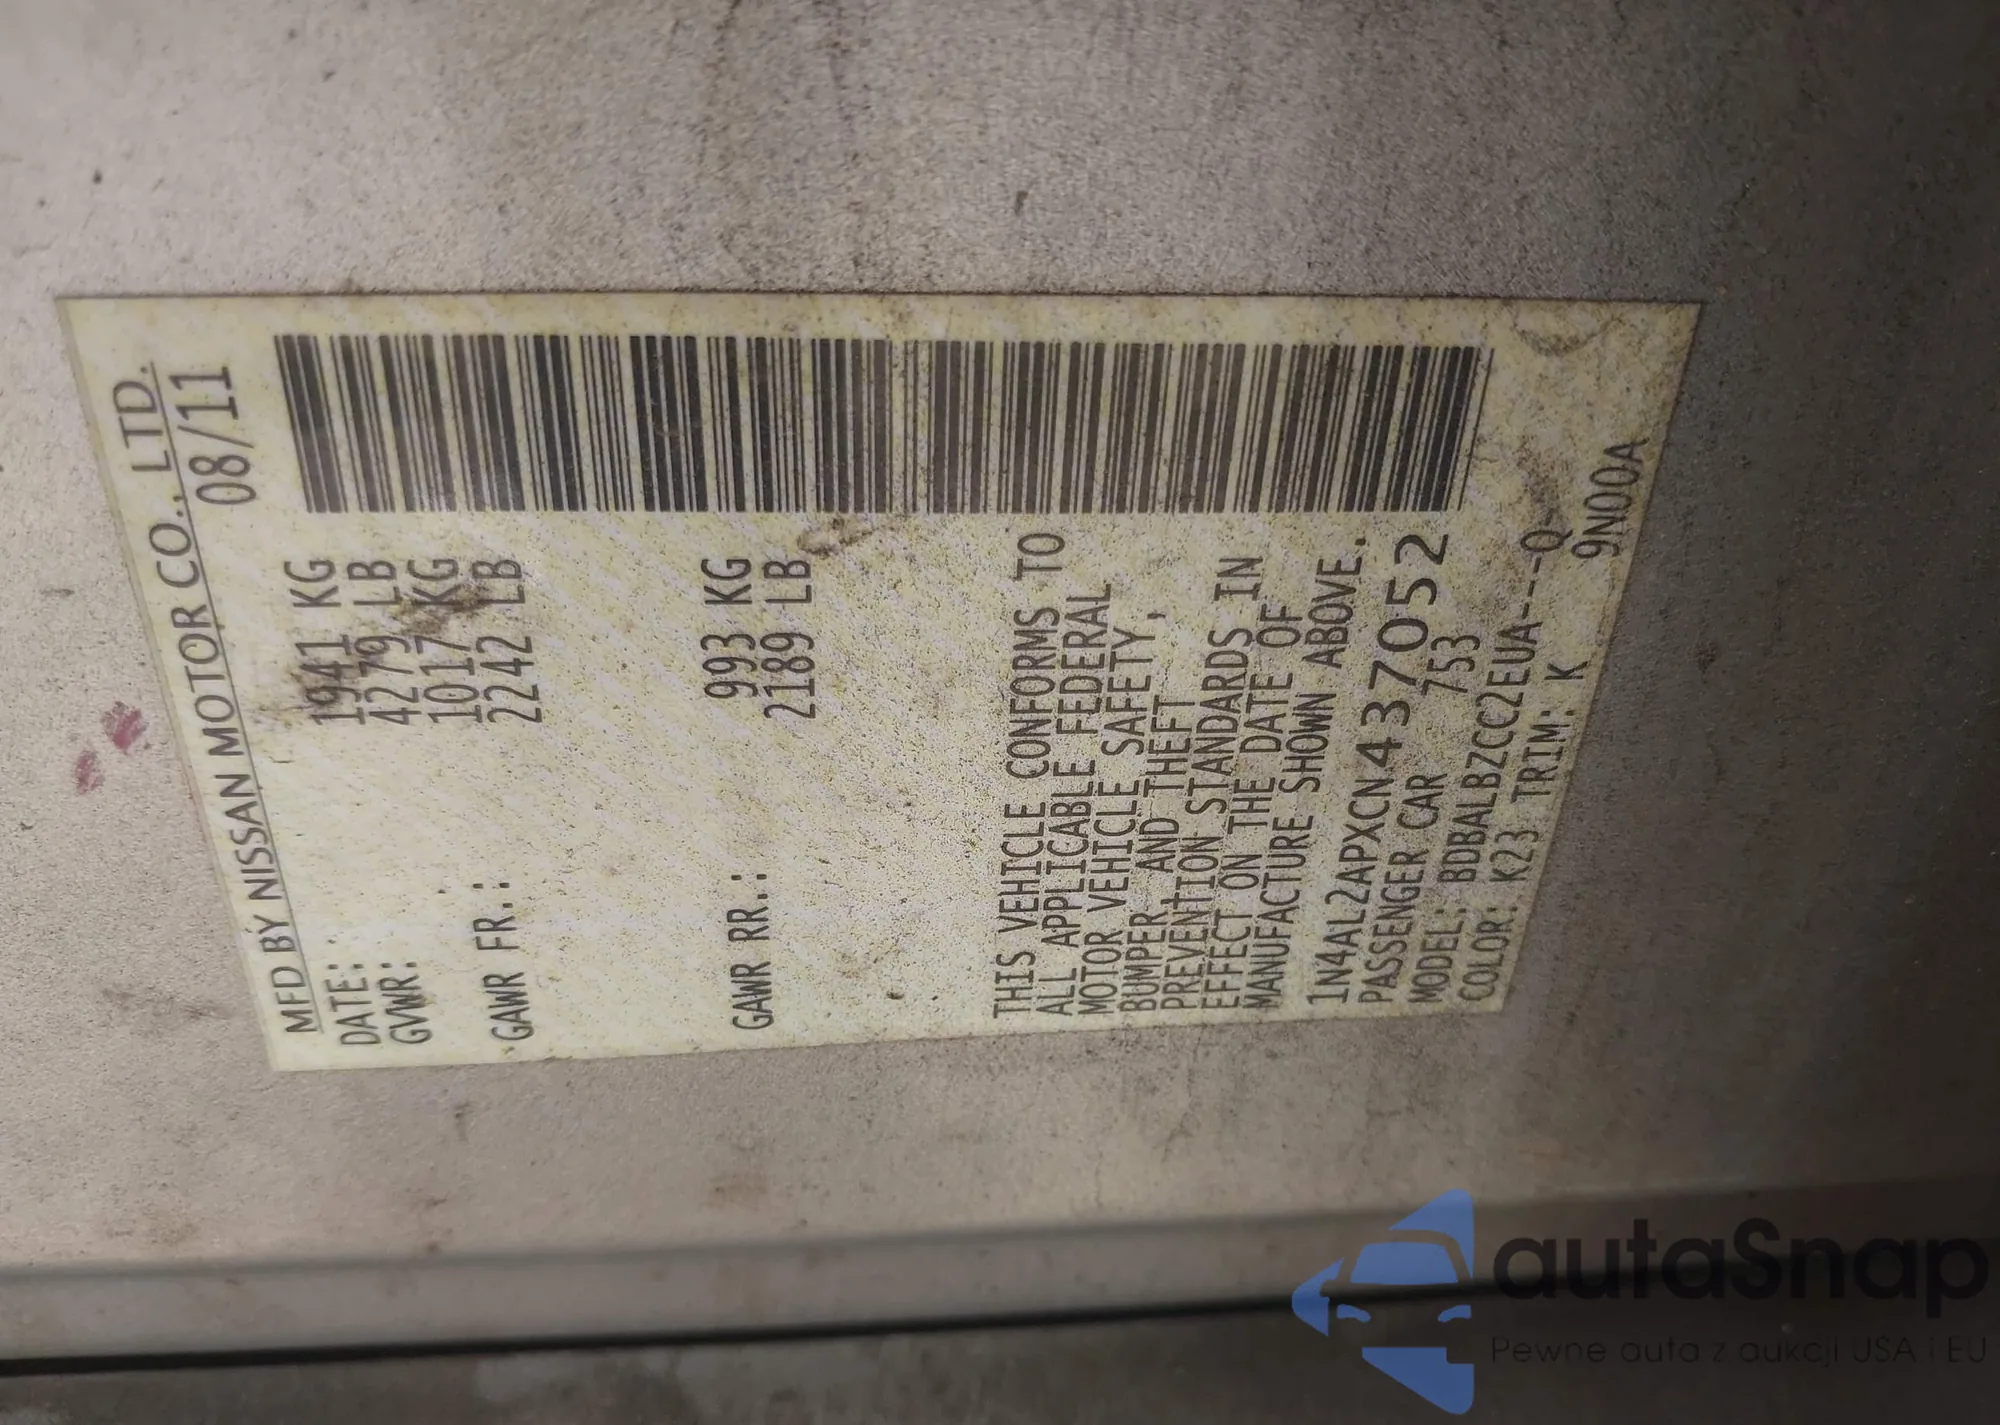 MFD BY NISSAN MOTOR CO., LTD.
DATE: 08/11
GVWR: 1941 KG
4279 LB
GAWR FR.: 1017 KG
2242 LB
GAWR RR.: 993 KG
2189 LB
THIS VEHICLE CONFORMS TO
ALL APPLICABLE FEDERAL
MOTOR VEHICLE SAFETY,
BUMPER, AND THEFT
PREVENTION STANDARDS IN
EFFECT ON THE DATE OF
MANUFACTURE SHOWN ABOVE.
1N4AL2APXCN437052
PASSENGER CAR 753
MODEL: BDBALBZCC2EUA---Q-
COLOR: K23 TRIM: K
9N00A
autaSnap
Pewne auta z aukcji USA i EU